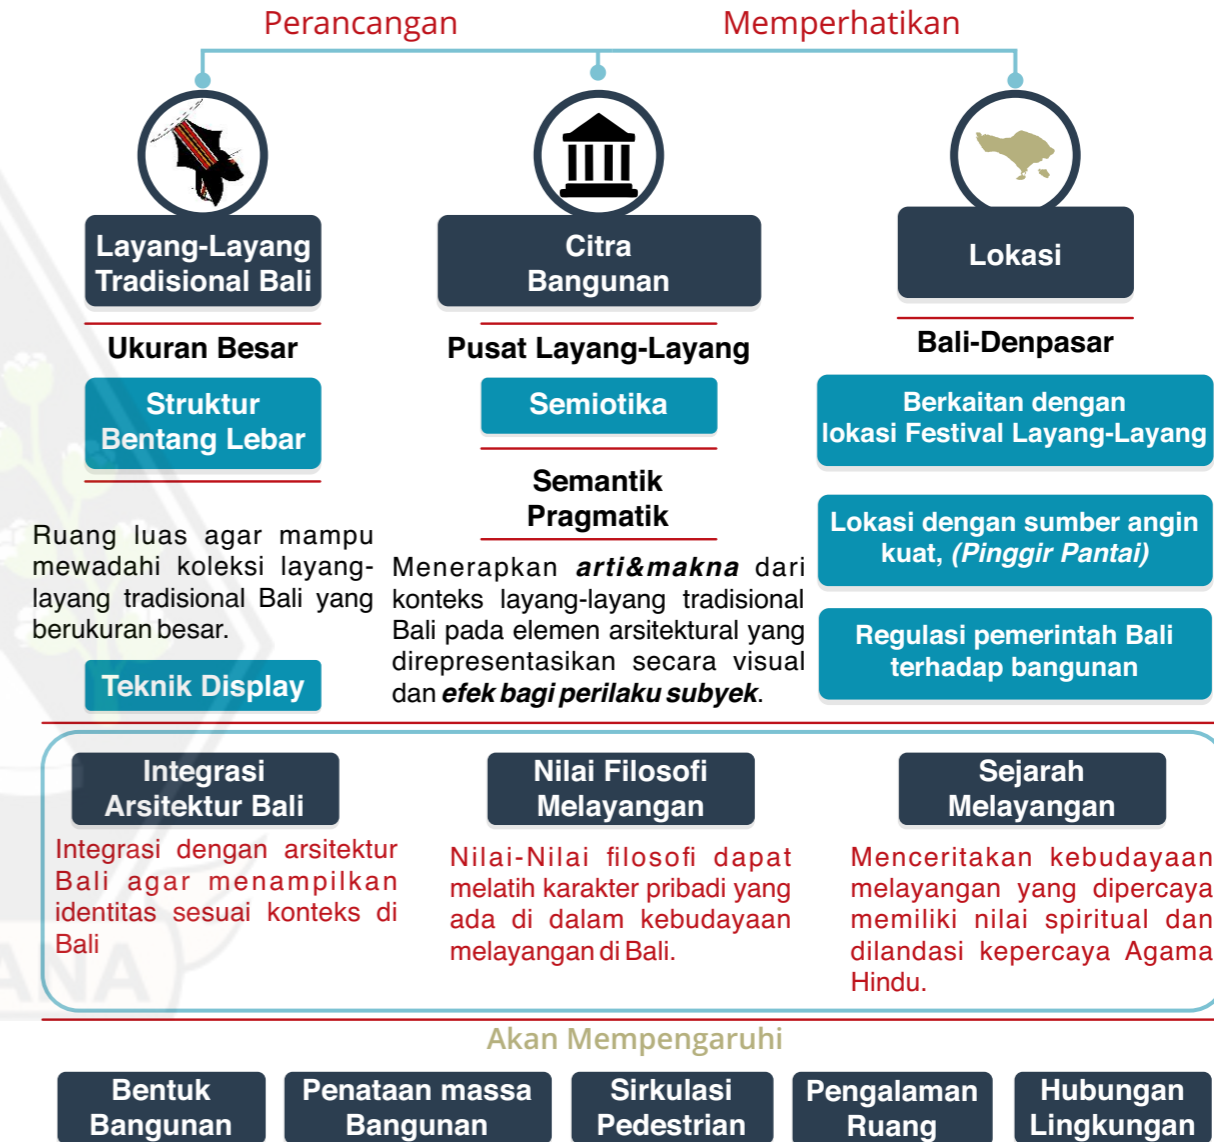 Perancangan Memperhatikan
Layang-Layang
Tradisional Bali
Ukuran Besar
Struktur
Bentang Lebar
Ruang luas agar mampu
mewadahi koleksi layang-
layang tradisional Bali yang
berukuran besar.
Teknik Display
Citra
Bangunan
Pusat Layang-Layang
Semiotika
Semantik
Pragmatik
Menerapkan arti&makna dari
konteks layang-layang tradisional
Bali pada elemen arsitektural yang
direpresentasikan secara visual
dan efek bagi perilaku subyek.
Lokasi
Bali-Denpasar
Berkaitan dengan
lokasi Festival Layang-Layang
Lokasi dengan sumber angin
kuat, (Pinggir Pantai)
Regulasi pemerintah Bali
terhadap bangunan
Integrasi
Arsitektur Bali
Integrasi dengan arsitektur
Bali agar menampilkan
identitas sesuai konteks di
Bali
Nilai Filosofi
Melayangan
Nilai-Nilai filosofi dapat
melatih karakter pribadi yang
ada di dalam kebudayaan
melayangan di Bali.
Sejarah
Melayangan
Menceritakan kebudayaan
melayangan yang dipercaya
memiliki nilai spiritual dan
dilandasi kepercaya Agama
Hindu.
ANA
Akan Mempengaruhi
Bentuk
Bangunan
Penataan massa
Bangunan
Sirkulasi
Pedestrian
Pengalaman
Ruang
Hubungan
Lingkungan